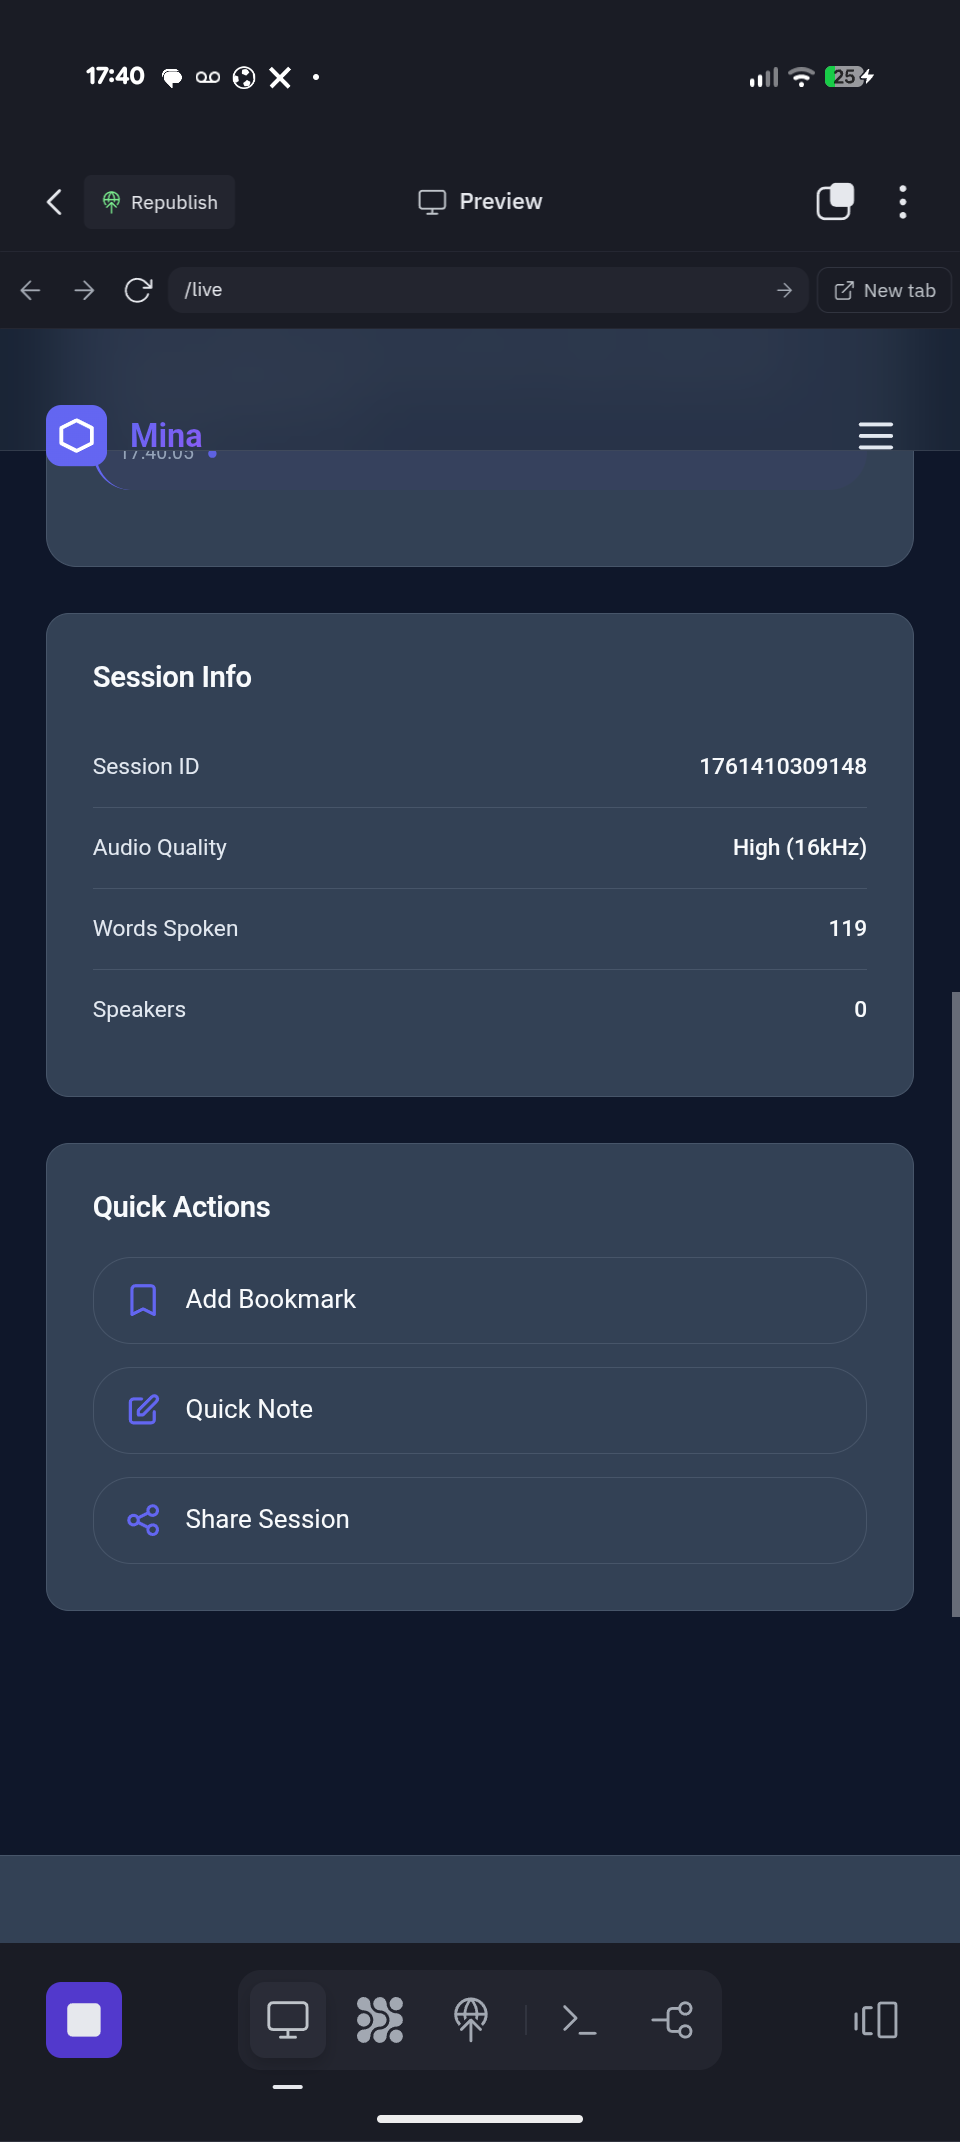 17:40
25
Republish
Preview
/live
New tab
Mina
17:40:05
Session Info
Session ID 1761410309148
Audio Quality High (16kHz)
Words Spoken 119
Speakers 0
Quick Actions
Add Bookmark
Quick Note
Share Session